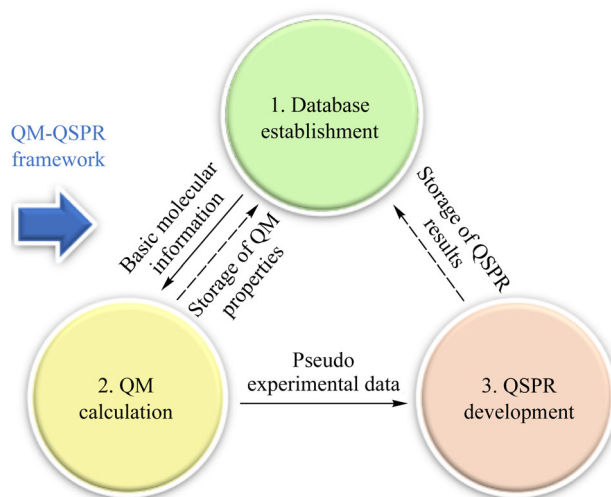 1. Database
establishment
QM-QSPR
framework
Basic molecular
information
Storage of QM
properties
Storage of QSPR
results
2. QM
calculation
Pseudo
experimental data
3. QSPR
development